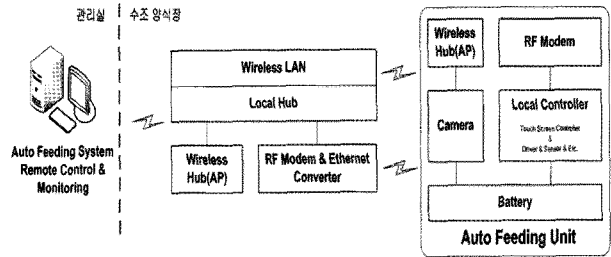 관리실
수조 양식장
Auto Feeding System
Remote Control &
Monitoring
Wireless LAN
Local Hub
Wireless
Hub(AP)
RF Modem & Ethernet
Converter
Wireless
Hub(AP)
RF Modem
Camera
Local Controller
Touch Screen Controller
&
Driver & Sensor & Etc.
Battery
Auto Feeding Unit